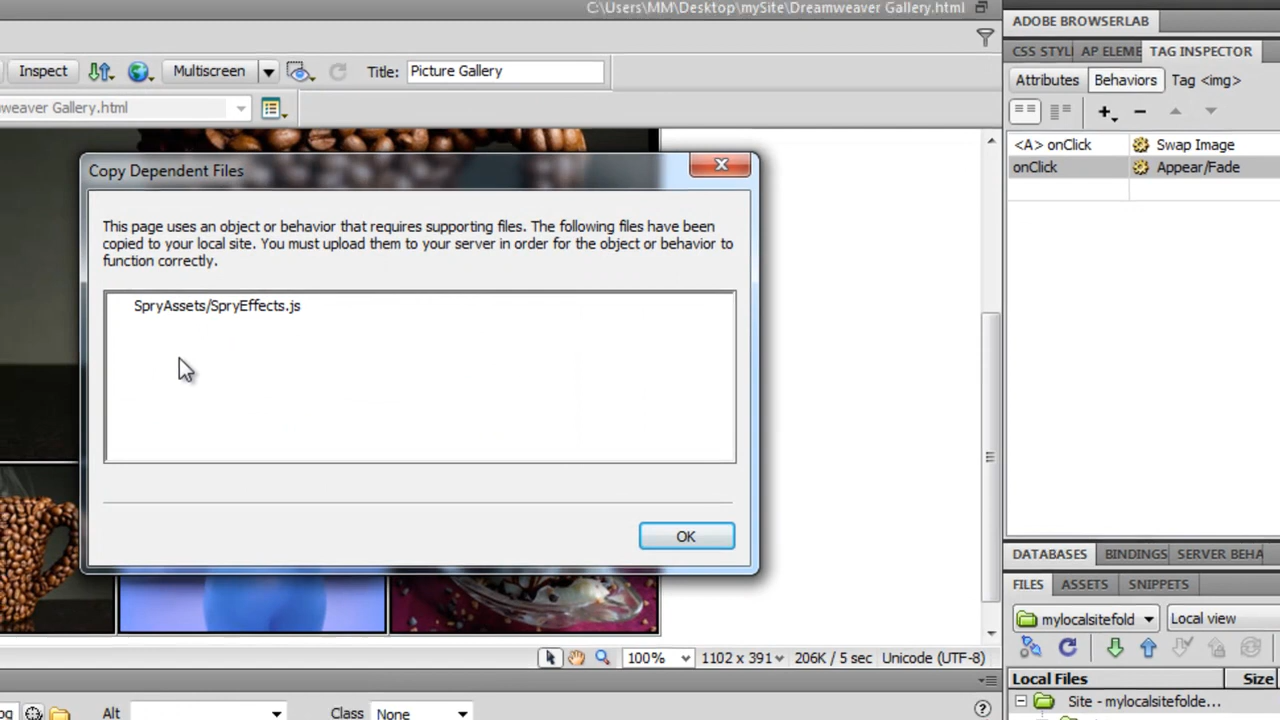 C:\Users\MM\Desktop\mySite\Dreamweaver Gallery.html
ADOBE BROWSERLAB
CSS STYL AP ELEME TAG INSPECTOR
Inspect Multiscreen Title: Picture Gallery
Attributes Behaviors Tag <img>
weaver Gallery.html
<A> onClick Swap Image
onClick Appear/Fade
Copy Dependent Files
This page uses an object or behavior that requires supporting files. The following files have been
copied to your local site. You must upload them to your server in order for the object or behavior to
function correctly.
SpryAssets/SpryEffects.js
OK
DATABASES BINDINGS SERVER BEHA
FILES ASSETS SNIPPETS
mylocalsitefold Local view
100% 1102 x 391 206K / 5 sec Unicode (UTF-8)
Local Files Size
Site - mylocalsitefolde...
Alt Class None